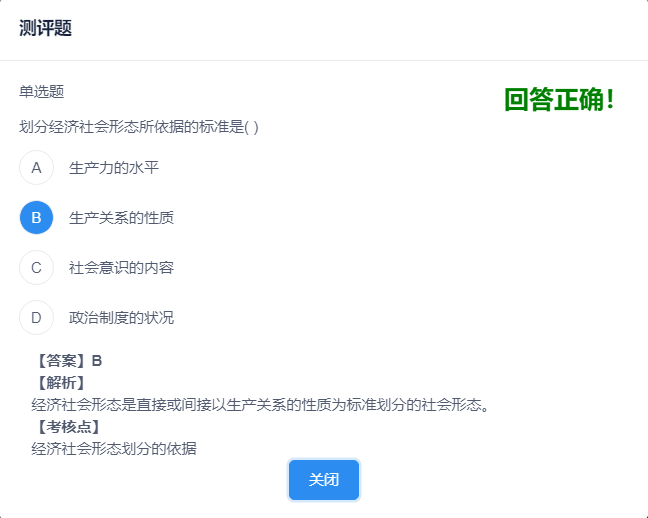 测评题
单选题
回答正确！
划分经济社会形态所依据的标准是( )
A 生产力的水平
B 生产关系的性质
C 社会意识的内容
D 政治制度的状况
【答案】B
【解析】
经济社会形态是直接或间接以生产关系的性质为标准划分的社会形态。
【考核点】
经济社会形态划分的依据
关闭